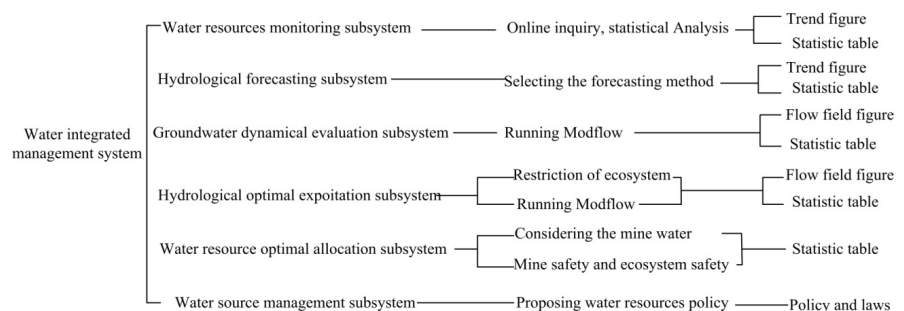 Water integrated
management system
Water resources monitoring subsystem
Online inquiry, statistical Analysis
Trend figure
Statistic table
Hydrological forecasting subsystem
Selecting the forecasting method
Trend figure
Statistic table
Groundwater dynamical evaluation subsystem
Running Modflow
Flow field figure
Statistic table
Hydrological optimal expoitation subsystem
Restriction of ecosystem
Running Modflow
Flow field figure
Statistic table
Water resource optimal allocation subsystem
Considering the mine water
Mine safety and ecosystem safety
Statistic table
Water source management subsystem
Proposing water resources policy
Policy and laws